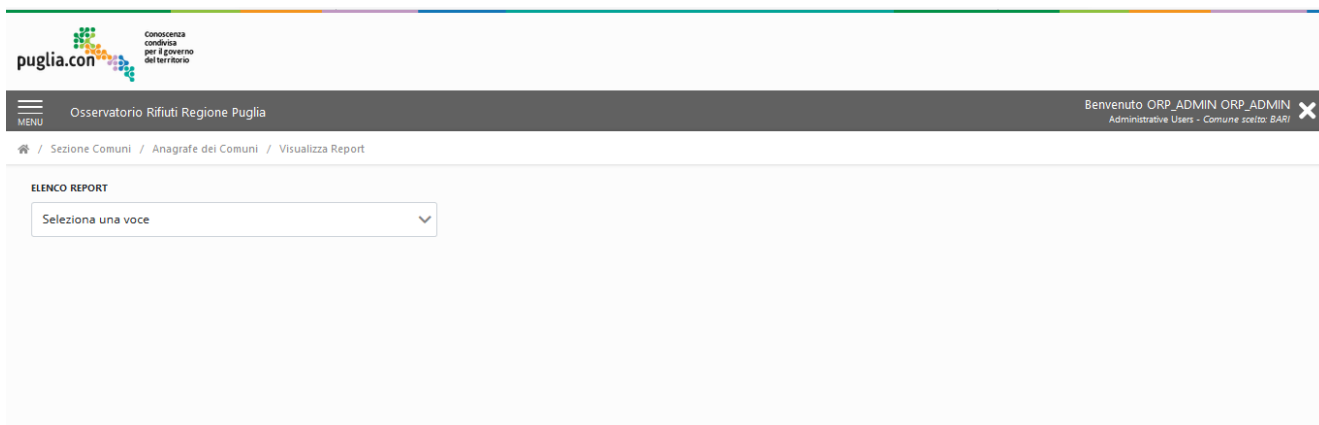 puglia.con
Conoscenza
condivisa
per il governo
del territorio
MENU
Osservatorio Rifiuti Regione Puglia
Benvenuto ORP_ADMIN ORP_ADMIN
Administrative Users - Comune scelto: BARI
/ Sezione Comuni / Anagrafe dei Comuni / Visualizza Report
ELENCO REPORT
Seleziona una voce